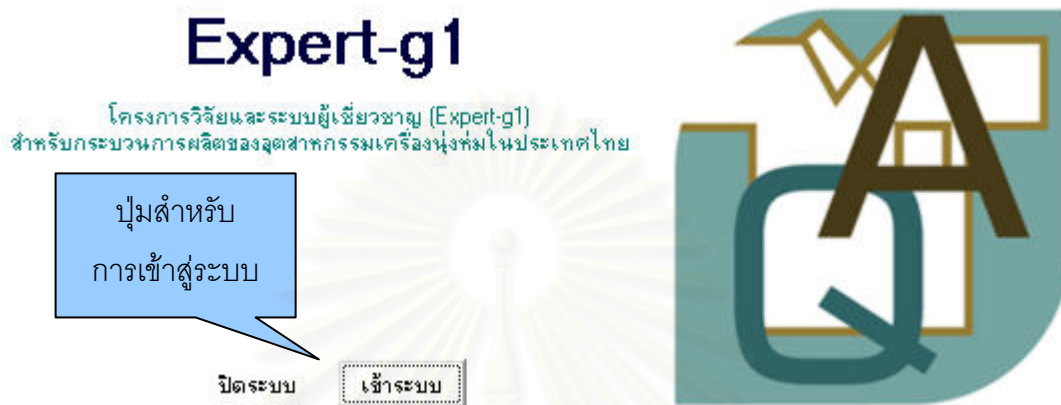 Expert-g1
โครงการวิจัยและระบบผู้เชี่ยวชาญ (Expert-g1)
สำหรับกระบวนการผลิตของอุตสาหกรรมเครื่องนุ่งห่มในประเทศไทย
ปุ่มสำหรับ
การเข้าสู่ระบบ
ปิดระบบ เข้าระบบ
A
Q